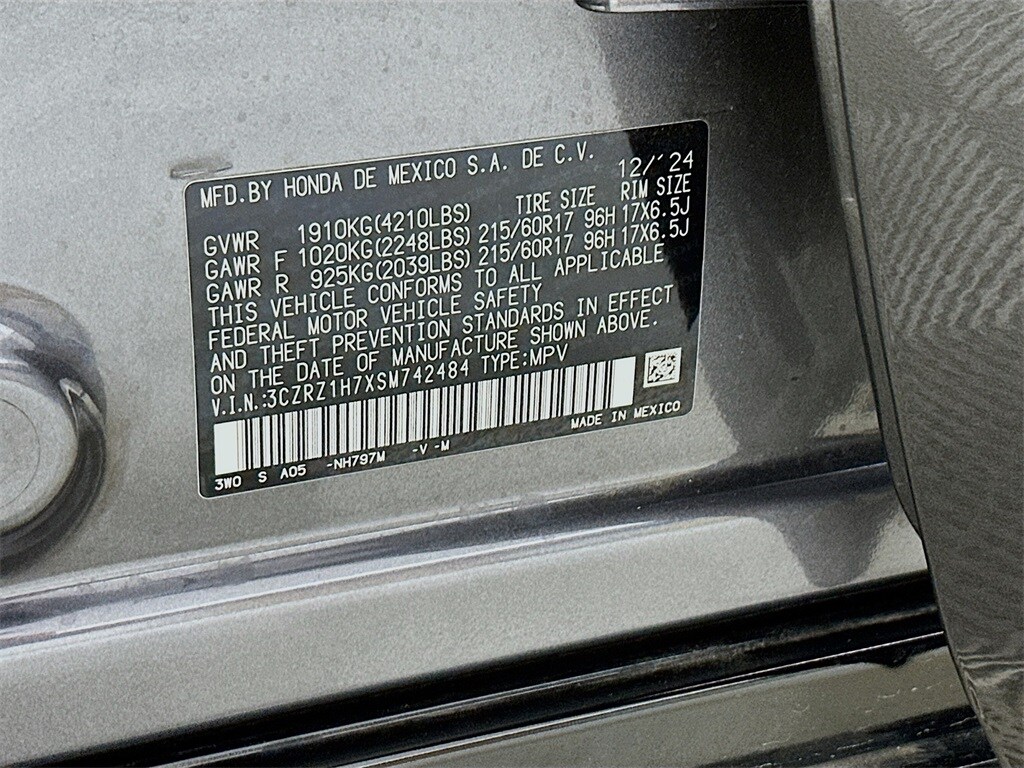 MFD.BY HONDA DE MEXICO S.A. DE C.V. 12/'24
TIRE SIZE RIM SIZE
GVWR 1910KG(4210LBS)
GAWR F 1020KG(2248LBS) 215/60R17 96H 17X6.5J
GAWR R 925KG(2039LBS) 215/60R17 96H 17X6.5J
THIS VEHICLE CONFORMS TO ALL APPLICABLE
FEDERAL MOTOR VEHICLE SAFETY
AND THEFT PREVENTION STANDARDS IN EFFECT
ON THE DATE OF MANUFACTURE SHOWN ABOVE.
V.I.N.:3CZRZ1H7XSM742484 TYPE:MPV
MADE IN MEXICO
3W0 S A05 -NH797M -V -M